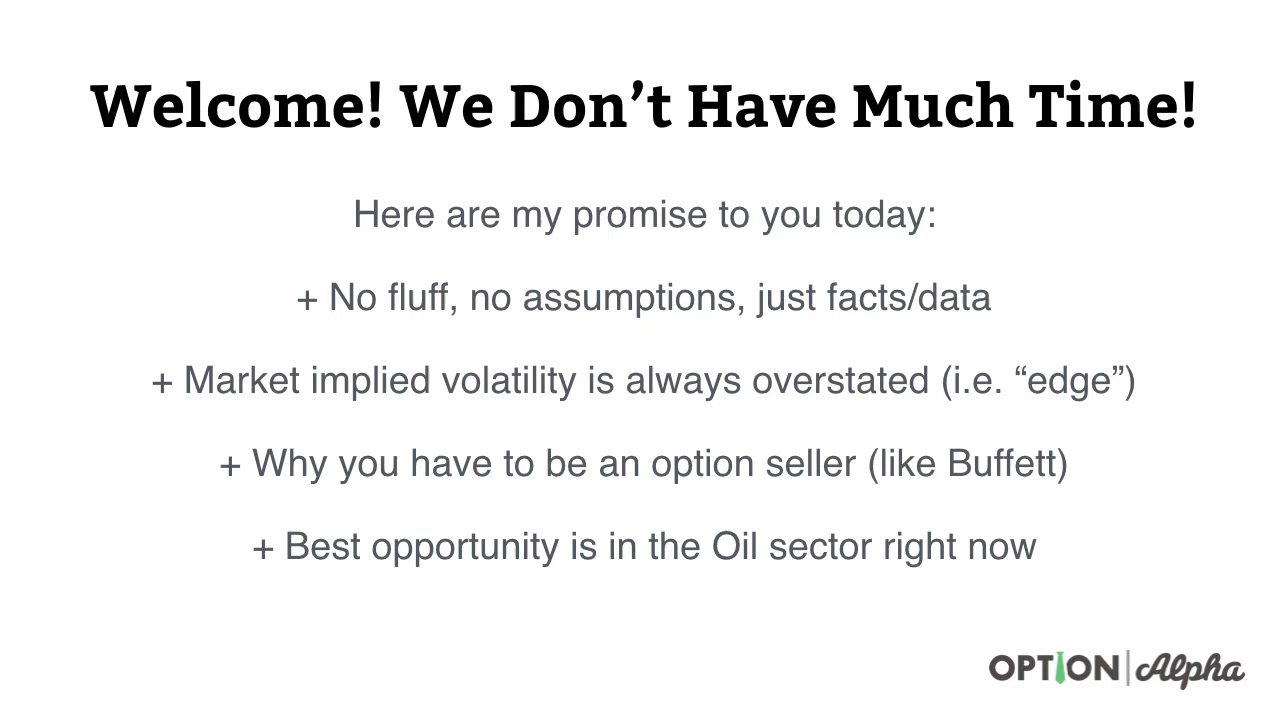 Welcome! We Don’t Have Much Time!
Here are my promise to you today:
+ No fluff, no assumptions, just facts/data
+ Market implied volatility is always overstated (i.e. “edge”)
+ Why you have to be an option seller (like Buffett)
+ Best opportunity is in the Oil sector right now
OPTION | Alpha